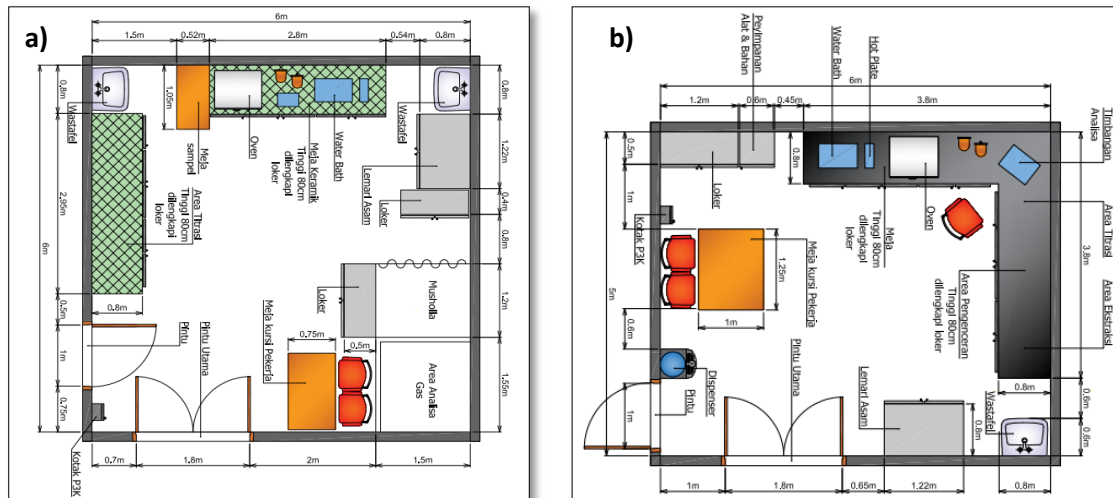 a)
6m
1.5m
0.52m
2.8m
0.54m
0.8m
0.8m
Wastafel
1.05m
Meja
sampel
Oven
Meja Keramik
Tinggi 80cm
dilengkapi
loker
Water Bath
Wastafel
0.8m
1.22m
Lemari Asam
Loker
0.4m
0.8m
6m
2.95m
Area Titrasi
Tinggi 80cm
dilengkapi
loker
0.8m
0.5m
1m
0.75m
Pintu
Pintu Utama
Kotak P3K
Loker
0.5m
Musholla
1.2m
6m
0.75m
Meja kursi Pekerja
Area Analisa
Gas
1.55m
0.7m
1.8m
2m
1.5m
b)
Peyimpanan
Alat & Bahan
Water Bath
Hot Plate
6m
1.2m
0.6m
0.45m
3.8m
Timbangan
Analisa
0.5m
1m
Loker
0.8m
Meja
Tinggi 80cm
dilengkapi
loker
Oven
Area Titrasi
3.8m
Kotak P3K
5m
1.25m
Meja kursi Pekerja
1m
Area Pengenceran
Tinggi 80cm
dilengkapi loker
Area Ekstraksi
0.6m
Dispenser
Pintu
1m
Pintu Utama
Lemari Asam
0.8m
Wastafel
0.8m
0.6m
0.6m
1m
1.8m
0.65m
1.22m
0.8m